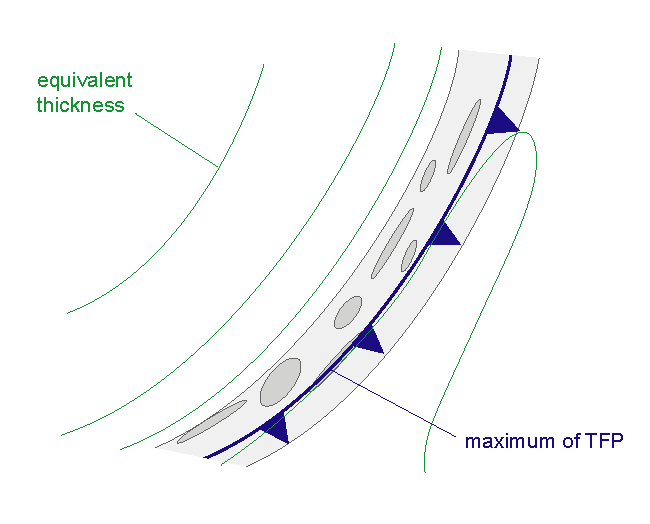 equivalent
thickness
maximum of TFP